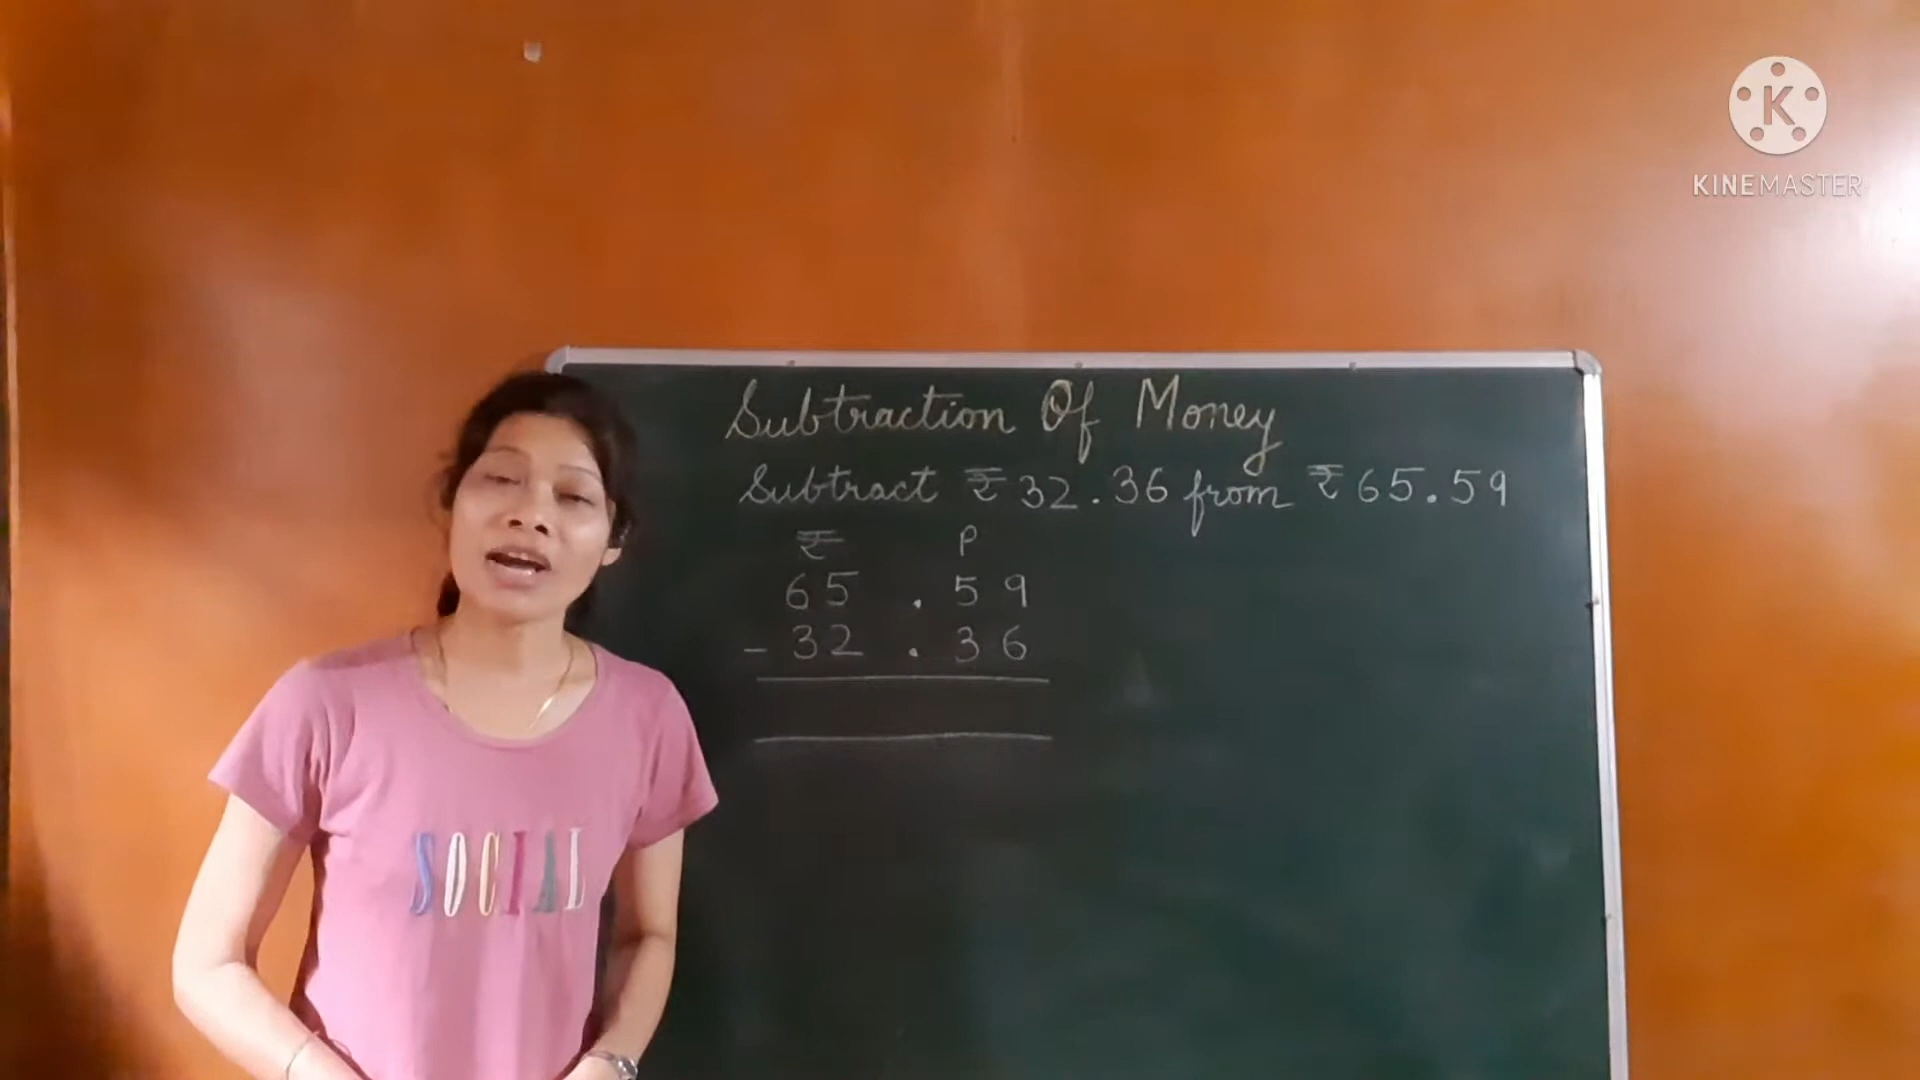 KINEMASTER
Subtraction Of Money
Subtract ₹ 32.36 from ₹ 65.59
₹ P
65 . 59
- 32 . 36
SOCIAL